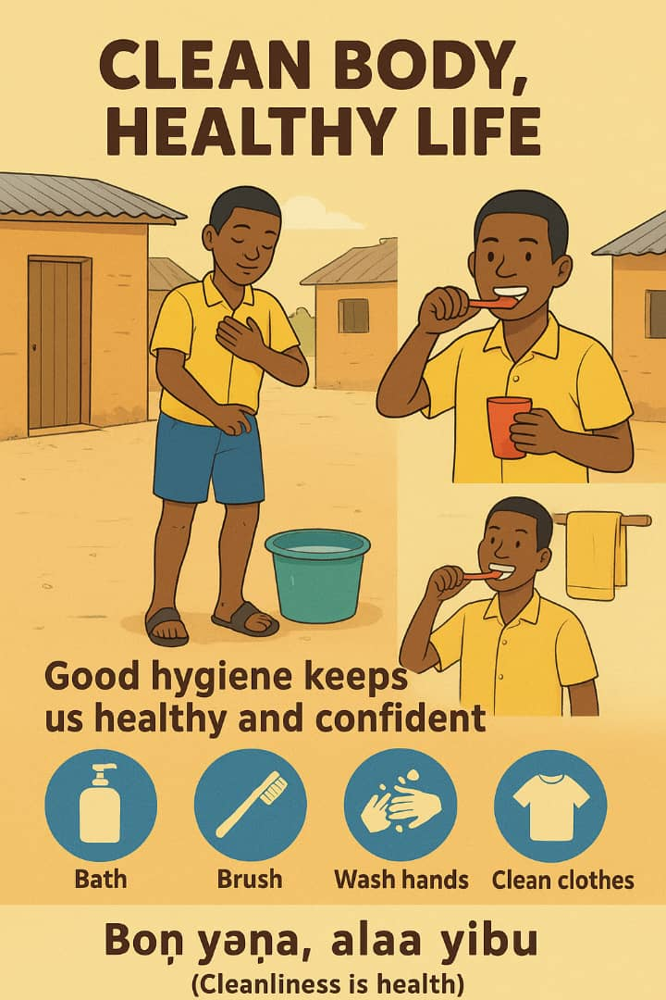 CLEAN BODY,
HEALTHY LIFE
Good hygiene keeps
us healthy and confident
Bath
Brush
Wash hands
Clean clothes
Boṇ yəṇa, alaa yibu
(Cleanliness is health)